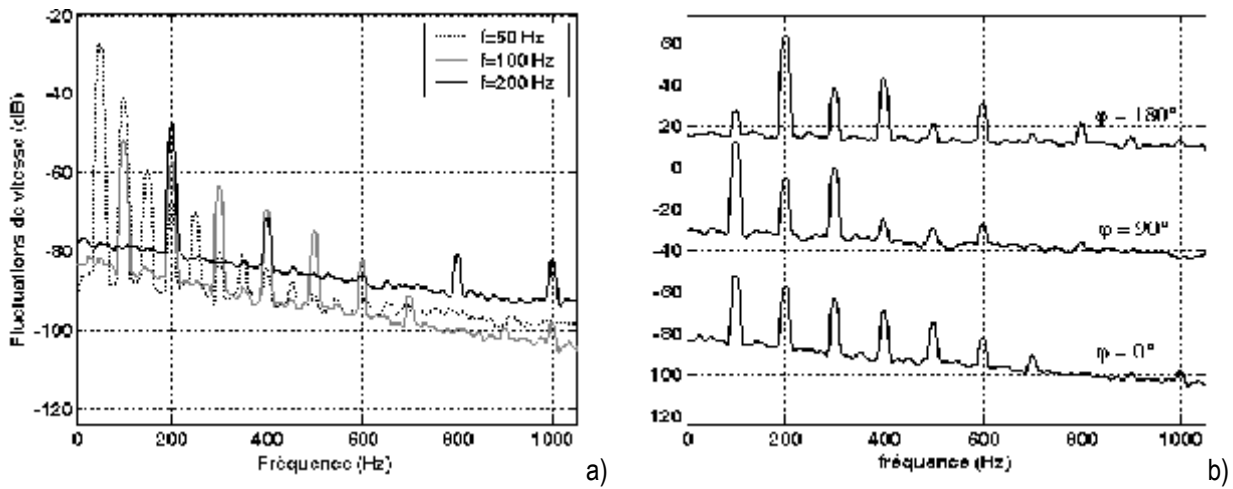 -20
-40
-60
-80
-100
-120
Fluctuations de vitesse (dB)
f=50 Hz
f=100 Hz
f=200 Hz
0 200 400 600 800 1000
Fréquence (Hz)
a)
60
40
20
0
-20
-40
-60
-80
100
120
φ = 180°
φ = 90°
φ = 0°
0 200 400 600 800 1000
fréquence (Hz)
b)